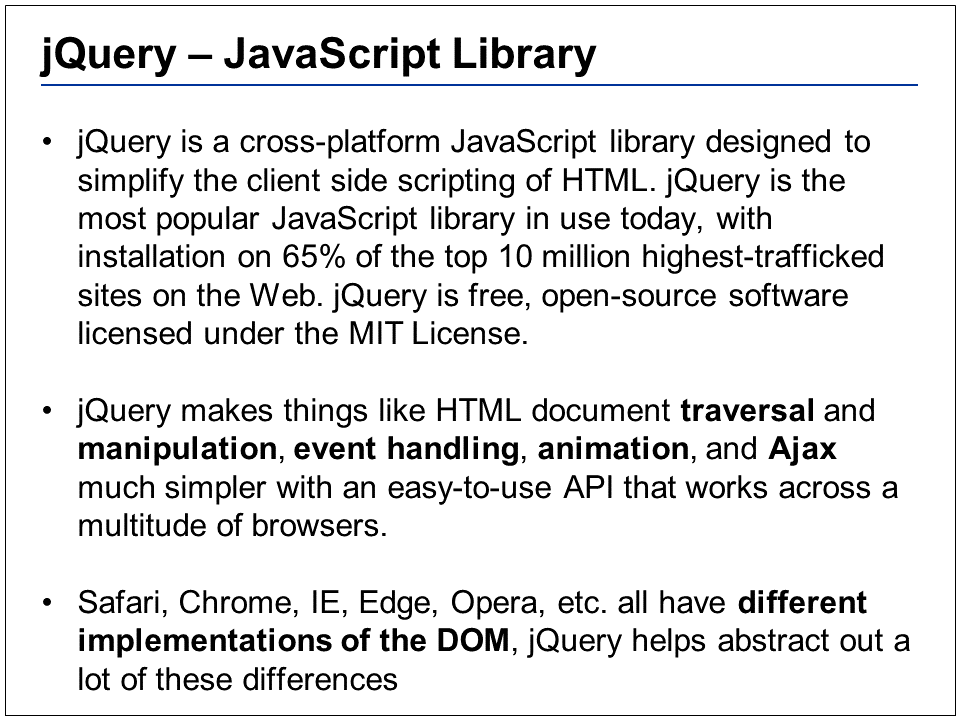 jQuery – JavaScript Library
• jQuery is a cross-platform JavaScript library designed to
simplify the client side scripting of HTML. jQuery is the
most popular JavaScript library in use today, with
installation on 65% of the top 10 million highest-trafficked
sites on the Web. jQuery is free, open-source software
licensed under the MIT License.
• jQuery makes things like HTML document traversal and
manipulation, event handling, animation, and Ajax
much simpler with an easy-to-use API that works across a
multitude of browsers.
• Safari, Chrome, IE, Edge, Opera, etc. all have different
implementations of the DOM, jQuery helps abstract out a
lot of these differences